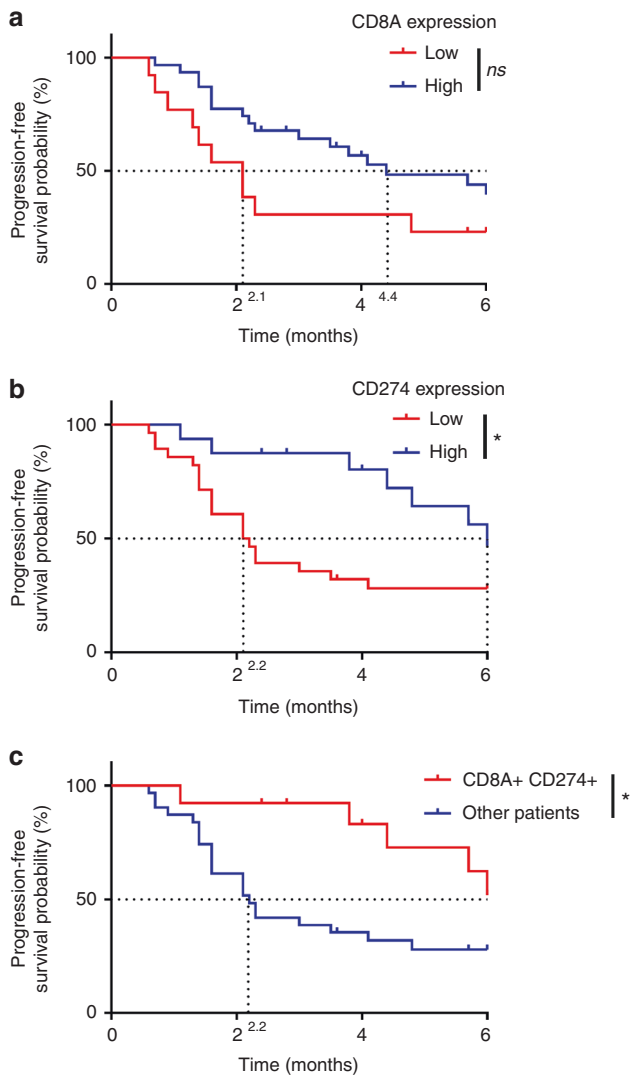 a
CD8A expression
Low
High
ns
Progression-free
survival probability (%)
100
50
0
0 2 2.1 4 4.4 6
Time (months)
b
CD274 expression
Low
High
*
Progression-free
survival probability (%)
100
50
0
0 2 2.2 4 6
Time (months)
c
CD8A+ CD274+
Other patients
*
Progression-free
survival probability (%)
100
50
0
0 2 2.2 4 6
Time (months)